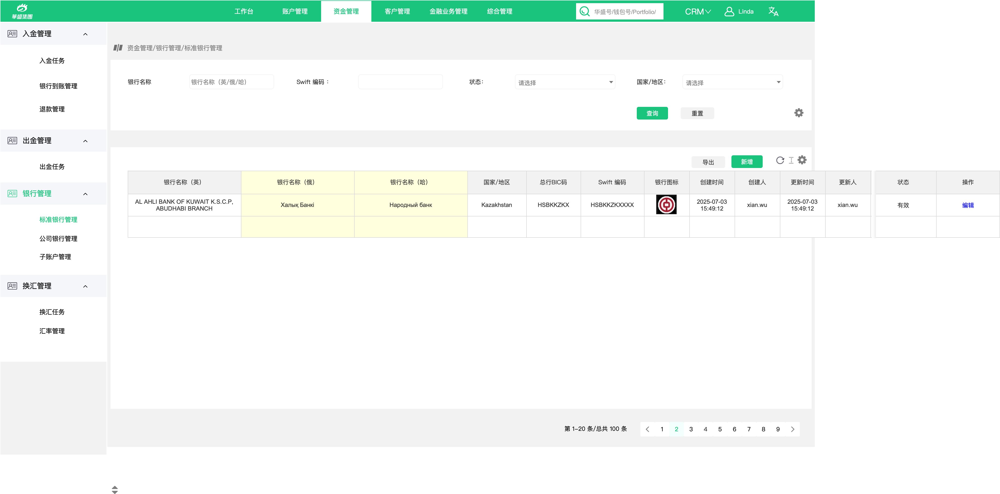 華盛集團
工作台
账户管理
资金管理
客户管理
金融业务管理
综合管理
华盛号/钱包号/Portfolio/
CRM
Linda
入金管理
入金任务
银行到账管理
退款管理
出金管理
出金任务
银行管理
标准银行管理
公司银行管理
子账户管理
换汇管理
换汇任务
汇率管理
资金管理/银行管理/标准银行管理
银行名称
银行名称（英/俄/哈）
Swift 编码：
状态：
请选择
国家/地区：
请选择
查询
重置
导出
新增
银行名称（英）
银行名称（俄）
银行名称（哈）
国家/地区
总行BIC码
Swift 编码
银行图标
创建时间
创建人
更新时间
更新人
状态
操作
AL AHLI BANK OF KUWAIT K.S.C.P,
ABUDHABI BRANCH
Халық Банкі
Народный банк
Kazakhstan
HSBKKZKX
HSBKKZKXXXX
2025-07-03
15:49:12
xian.wu
2025-07-03
15:49:12
xian.wu
有效
编辑
第 1–20 条/总共 100 条
1 2 3 4 5 6 7 8 9